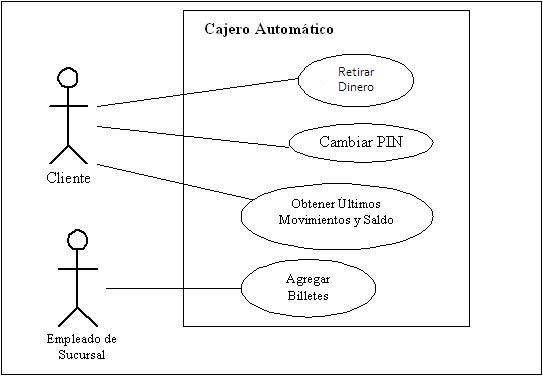 Cajero Automático
Retirar
Dinero
Cambiar PIN
Cliente
Obtener Últimos
Movimientos y Saldo
Agregar
Billetes
Empleado de
Sucursal